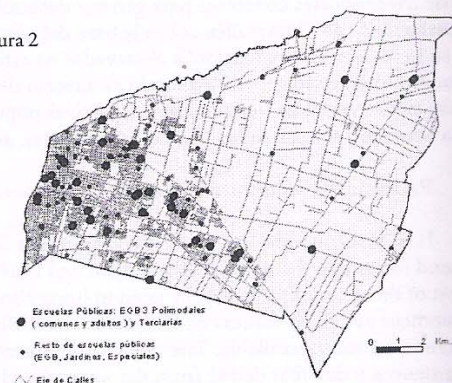 ura 2
Escuelas Públicas: EGB3 Polimodales
(comunes y adultos) y Terciarias
Resto de escuelas públicas
(EGB, Jardines, Especiales)
Eje de Calles
0 1 2 Km.